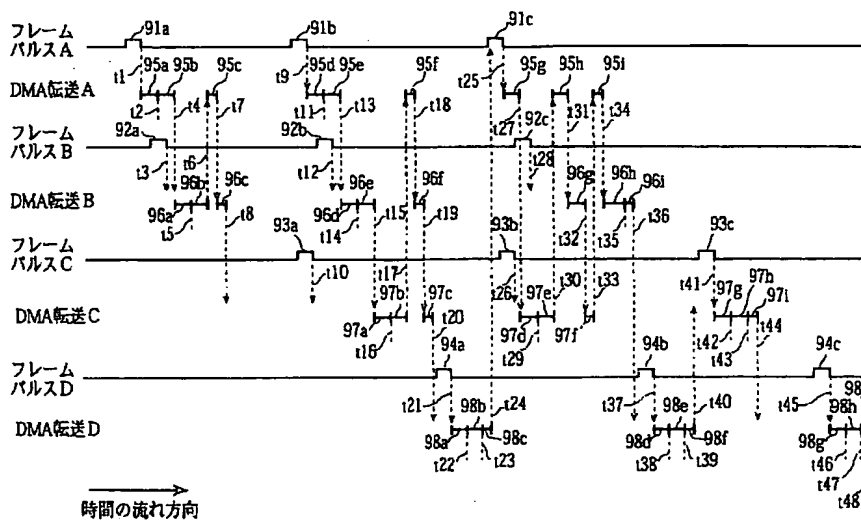 フレーム
パルスA
91a
91b
91c
t1
t9
t25
DMA転送A
95a
95b
95c
95d
95e
95f
95g
95h
95i
t2
t4
t7
t11
t13
t18
t27
t31
t34
フレーム
パルスB
92a
92b
92c
t3
t6
t12
t28
DMA転送B
96a
96b
96c
96d
96e
96f
96g
96h
96i
t5
t8
t14
t15
t19
t32
t35
t36
フレーム
パルスC
93a
93b
93c
t10
t17
t26
t30
t33
t41
DMA転送C
97a
97b
97c
97d
97e
97f
97g
97h
97i
t16
t20
t29
t42
t43
t44
フレーム
パルスD
94a
94b
94c
t21
t24
t37
t40
t45
DMA転送D
98a
98b
98c
98d
98e
98f
98g
98h
t22
t23
t38
t39
t46
t47
t48
時間の流れ方向